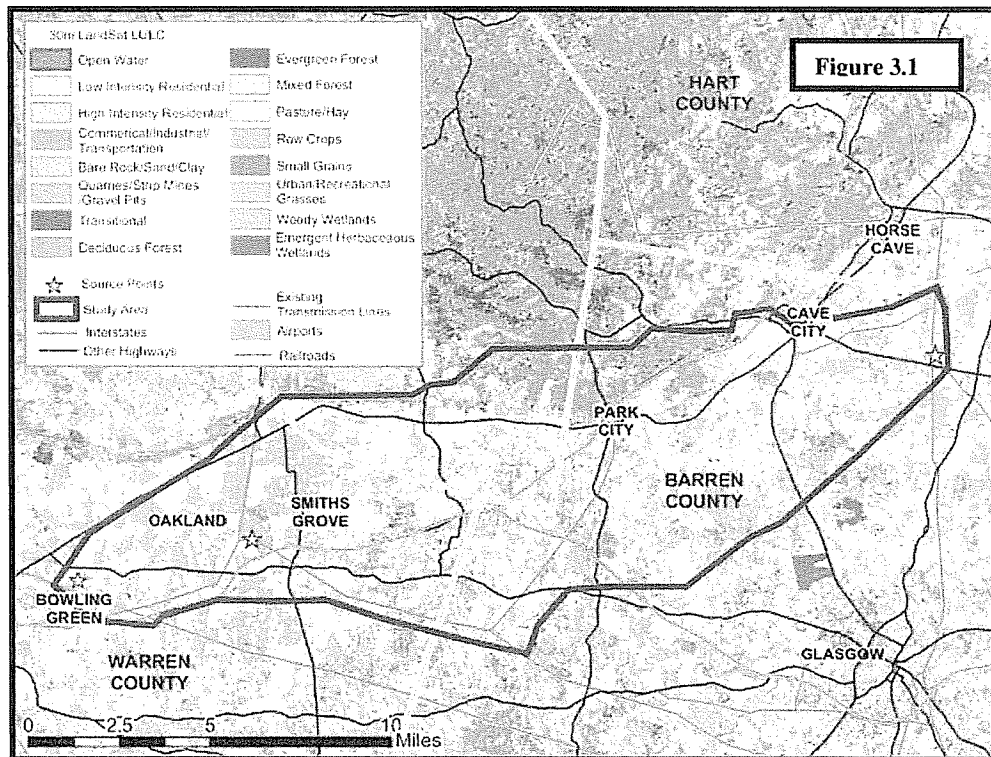 30m LandSat LULC
Open Water
Low Intensity Residential
High Intensity Residential
Commerical/Industrial/
Transportation
Bare Rock/Sand/Clay
Quarries/Strip Mines
Gravel Pits
Transitional
Deciduous Forest
Evergreen Forest
Mixed Forest
Pasture/Hay
Row Crops
Small Grains
Urban/Recreational
Grasses
Woody Wetlands
Emergent Herbaceous
Wetlands
Source Points
Study Area
Interstates
Other Highways
Existing
Transmission Lines
Airports
Railroads
Figure 3.1
HART
COUNTY
HORSE
CAVE
CAVE
CITY
PARK
CITY
BARREN
COUNTY
SMITHS
GROVE
OAKLAND
BOWLING
GREEN
WARREN
COUNTY
GLASGOW
0 2.5 5 10
Miles